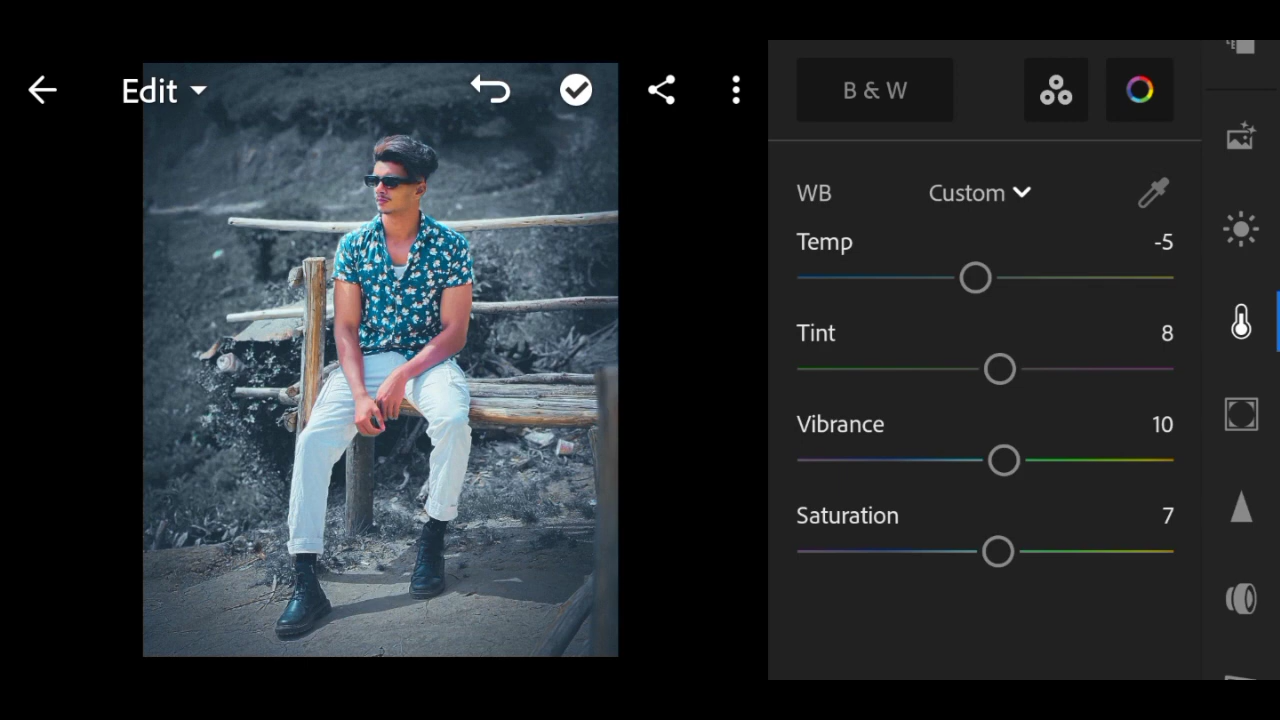 Edit
B & W
WB Custom
Temp -5
Tint 8
Vibrance 10
Saturation 7